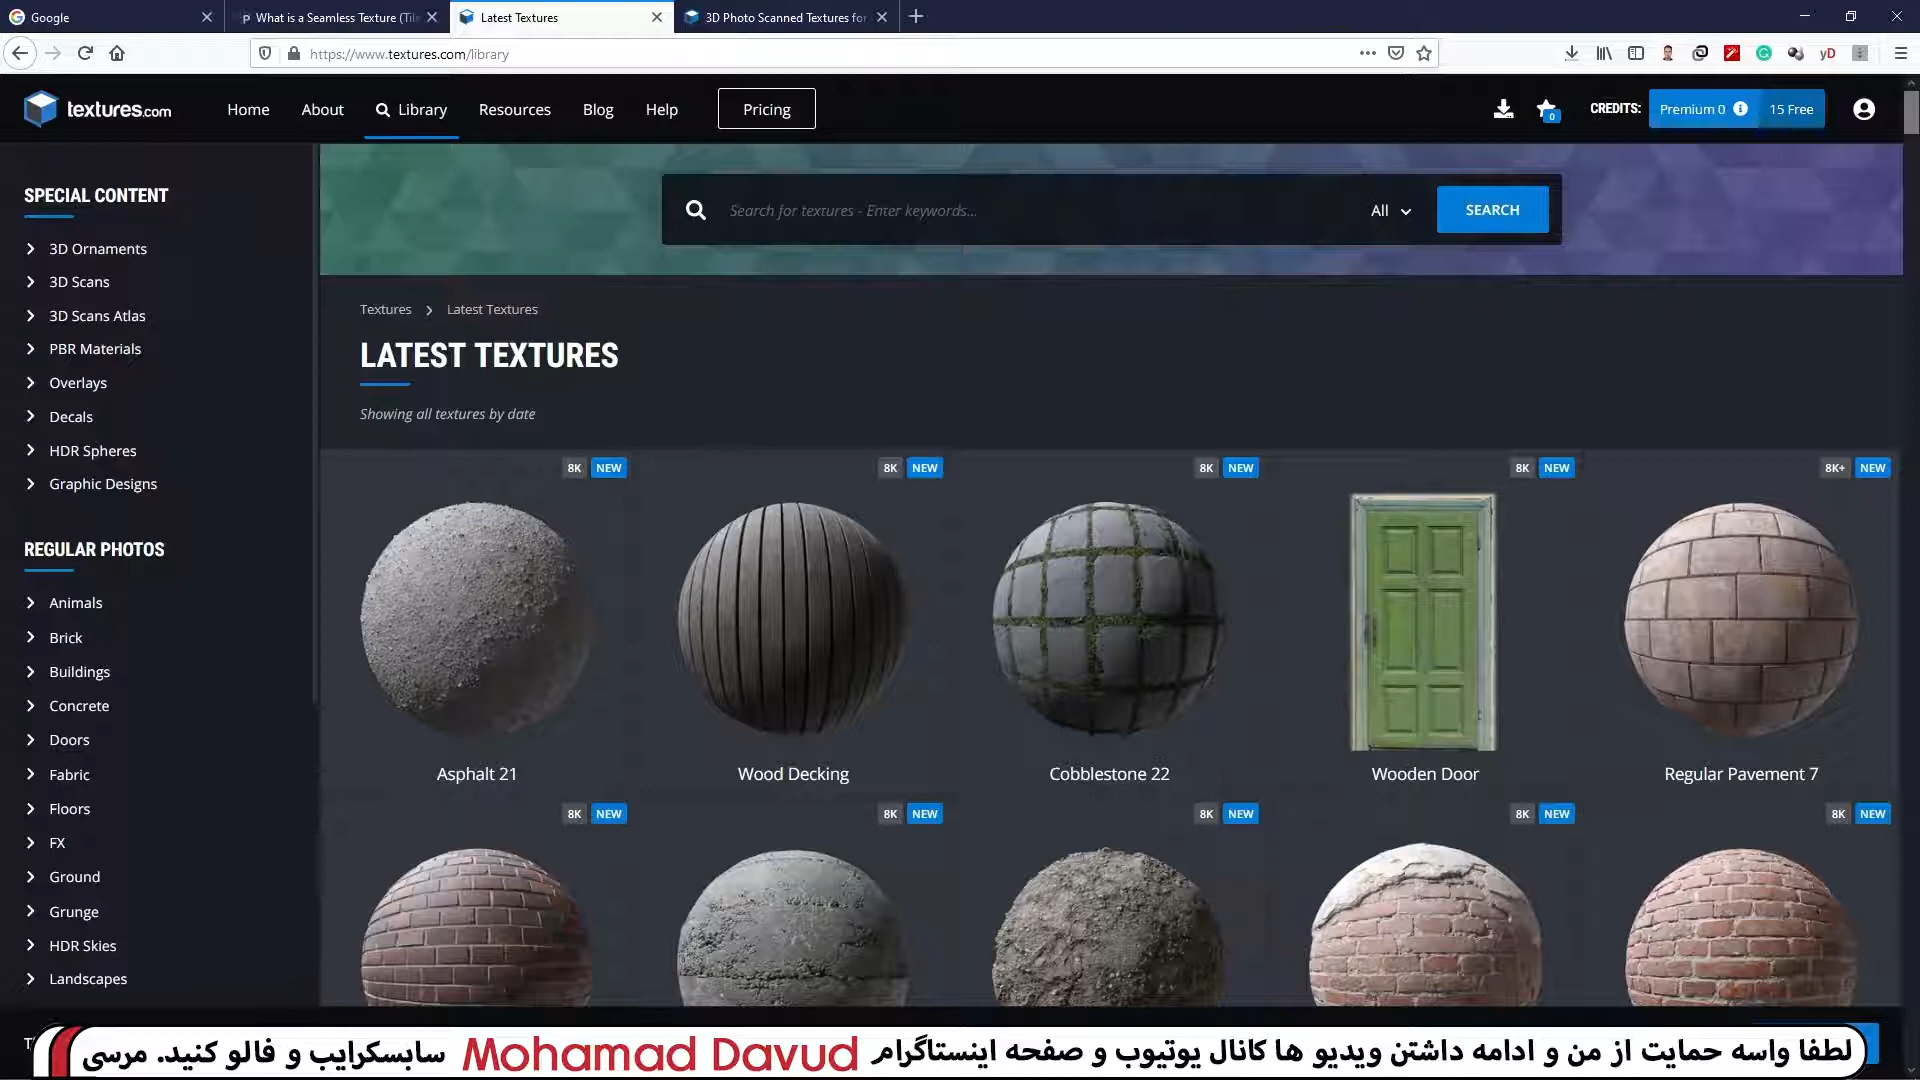 Google
What is a Seamless Texture (Tile
Latest Textures
3D Photo Scanned Textures for
https://www.textures.com/library
yD
textures.com
Home
About
Library
Resources
Blog
Help
Pricing
0
CREDITS:
Premium 0
15 Free
SPECIAL CONTENT
3D Ornaments
3D Scans
3D Scans Atlas
PBR Materials
Overlays
Decals
HDR Spheres
Graphic Designs
REGULAR PHOTOS
Animals
Brick
Buildings
Concrete
Doors
Fabric
Floors
FX
Ground
Grunge
HDR Skies
Landscapes
Search for textures - Enter keywords...
All
SEARCH
Textures
Latest Textures
LATEST TEXTURES
Showing all textures by date
8K NEW
8K NEW
8K NEW
8K NEW
8K+ NEW
Asphalt 21
Wood Decking
Cobblestone 22
Wooden Door
Regular Pavement 7
8K NEW
8K NEW
8K NEW
8K NEW
8K NEW
لطفا واسه حمایت از من و ادامه داشتن ویدیو ها کانال یوتیوب و صفحه اینستاگرام Mohamad Davud سابسکرایب و فالو کنید. مرسی